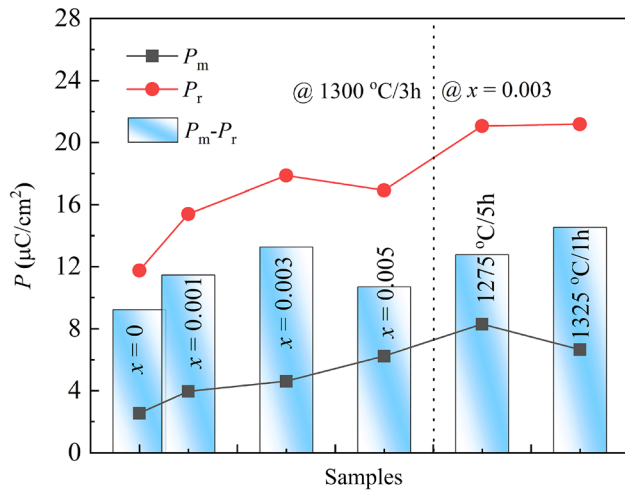 28
24
20
16
12
8
4
0
P (μC/cm²)
Pm
Pr
Pm-Pr
@ 1300 °C/3h
@ x = 0.003
x = 0
x = 0.001
x = 0.003
x = 0.005
1275 °C/5h
1325 °C/1h
Samples